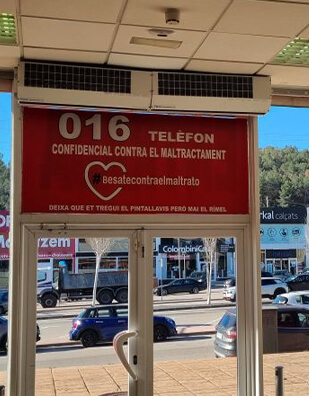 016 TELÈFON
CONFIDENCIAL CONTRA EL MALTRACTAMENT
#Besatecontraelmaltrato
DEIXA QUE ET TREGUI EL PINTALLAVIS PERÒ MAI EL RÍMEL
kal calçats
Colombini